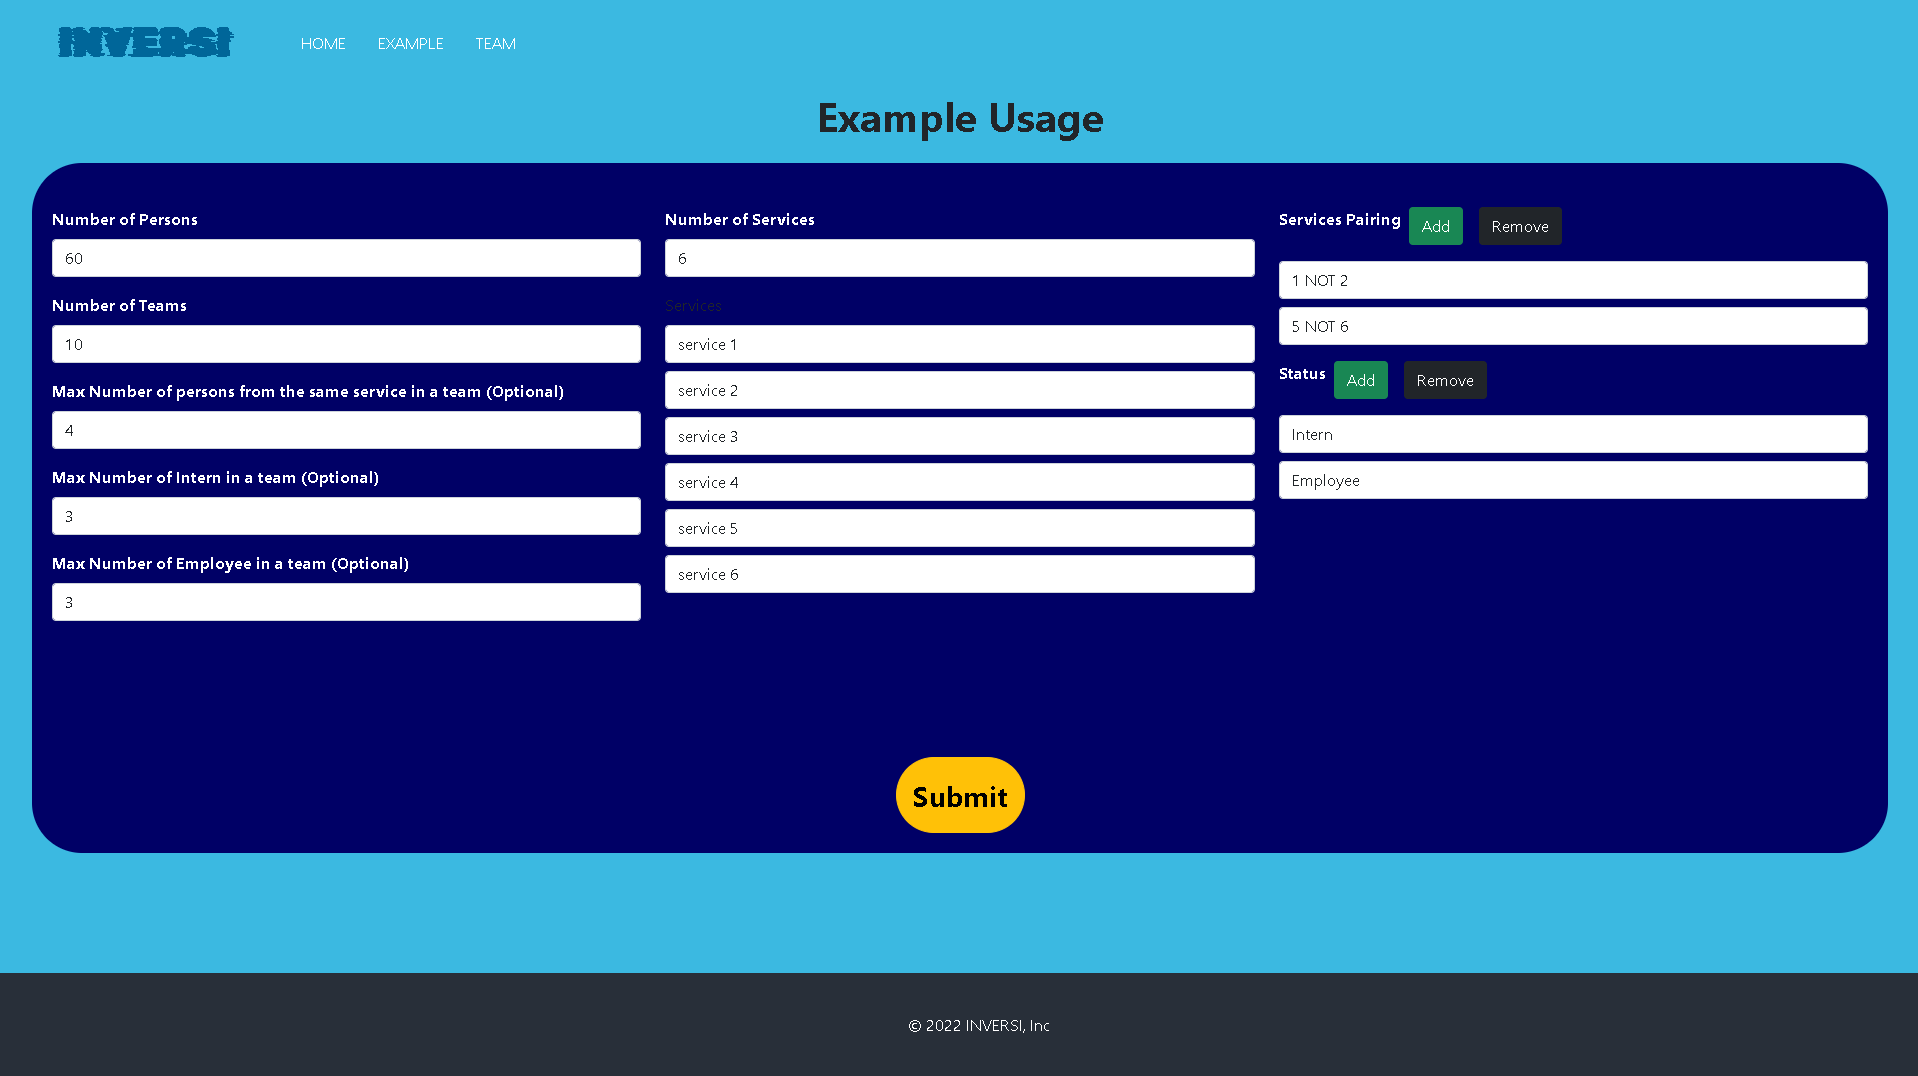 INVERSI
HOME EXAMPLE TEAM
Example Usage
Number of Persons
60
Number of Teams
10
Max Number of persons from the same service in a team (Optional)
4
Max Number of Intern in a team (Optional)
3
Max Number of Employee in a team (Optional)
3
Number of Services
6
Services
service 1
service 2
service 3
service 4
service 5
service 6
Services Pairing Add Remove
1 NOT 2
5 NOT 6
Status Add Remove
Intern
Employee
Submit
© 2022 INVERSI, Inc